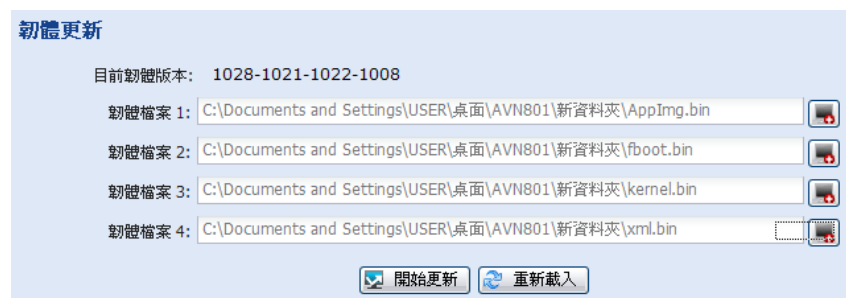 韌體更新
目前韌體版本: 1028-1021-1022-1008
韌體檔案 1: C:\Documents and Settings\USER\桌面\AVN801\新資料夾\AppImg.bin
韌體檔案 2: C:\Documents and Settings\USER\桌面\AVN801\新資料夾\fboot.bin
韌體檔案 3: C:\Documents and Settings\USER\桌面\AVN801\新資料夾\kernel.bin
韌體檔案 4: C:\Documents and Settings\USER\桌面\AVN801\新資料夾\xml.bin
開始更新 重新載入